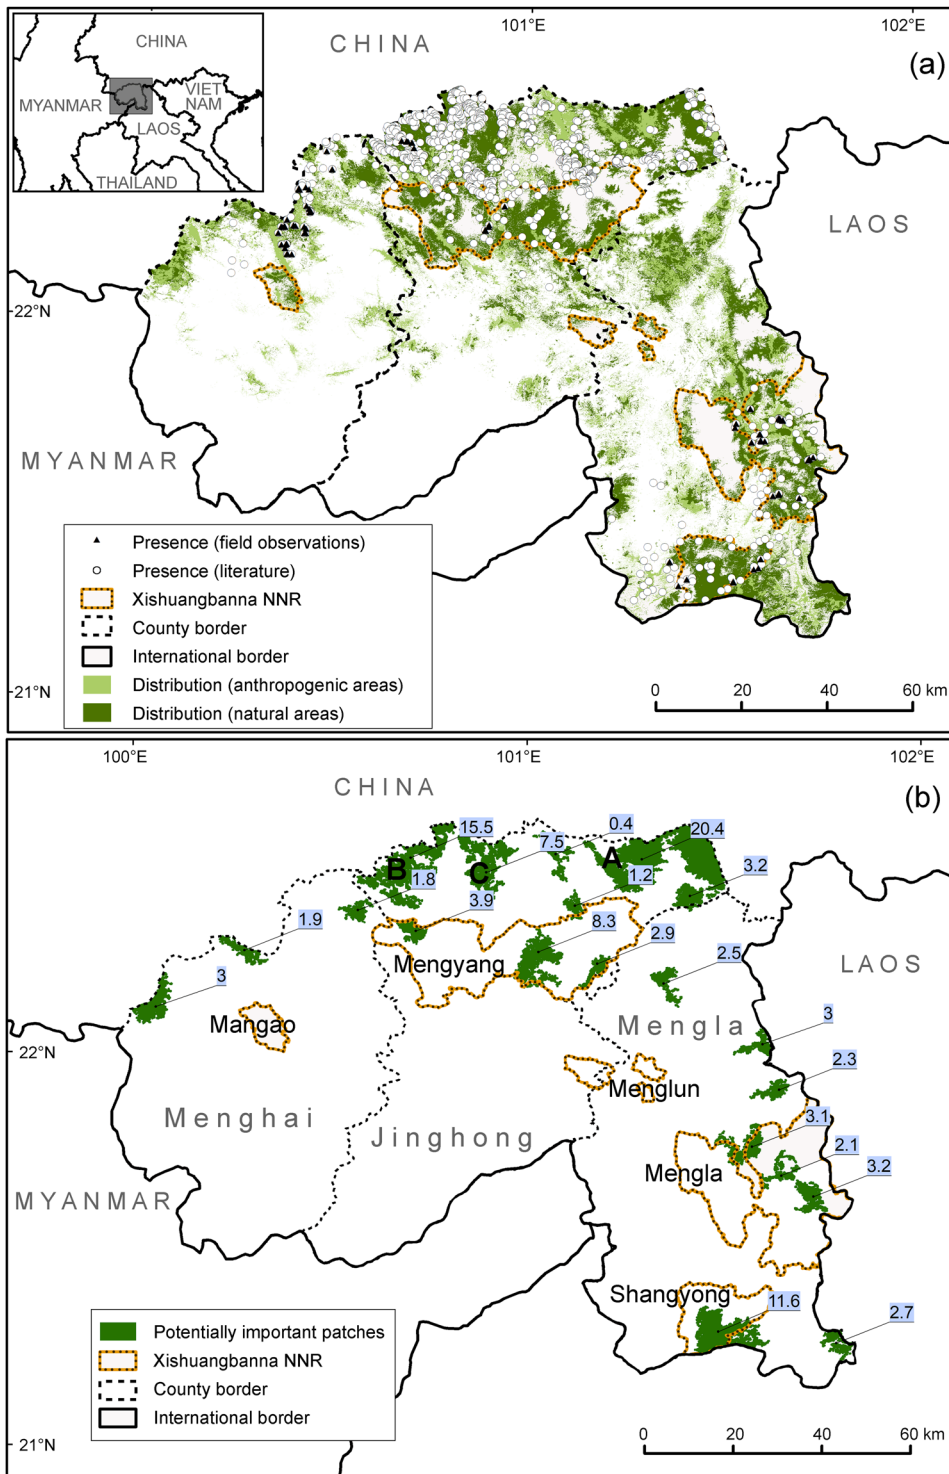 101°E
102°E
CHINA
(a)
CHINA
MYANMAR
VIET
NAM
LAOS
THAILAND
LAOS
22°N
MYANMAR
Presence (field observations)
Presence (literature)
Xishuangbanna NNR
County border
International border
Distribution (anthropogenic areas)
Distribution (natural areas)
21°N
0 20 40 60 km
100°E
101°E
102°E
CHINA
(b)
15.5
7.5
0.4
20.4
B
C
A
1.8
1.2
3.2
3.9
1.9
8.3
2.9
Mengyang
2.5
LAOS
3
Mangao
Mengla
3
22°N
2.3
Menglun
Menghai
Jinghong
3.1
2.1
Mengla
3.2
MYANMAR
Shangyong
11.6
2.7
Potentially important patches
Xishuangbanna NNR
County border
International border
21°N
0 20 40 60 km